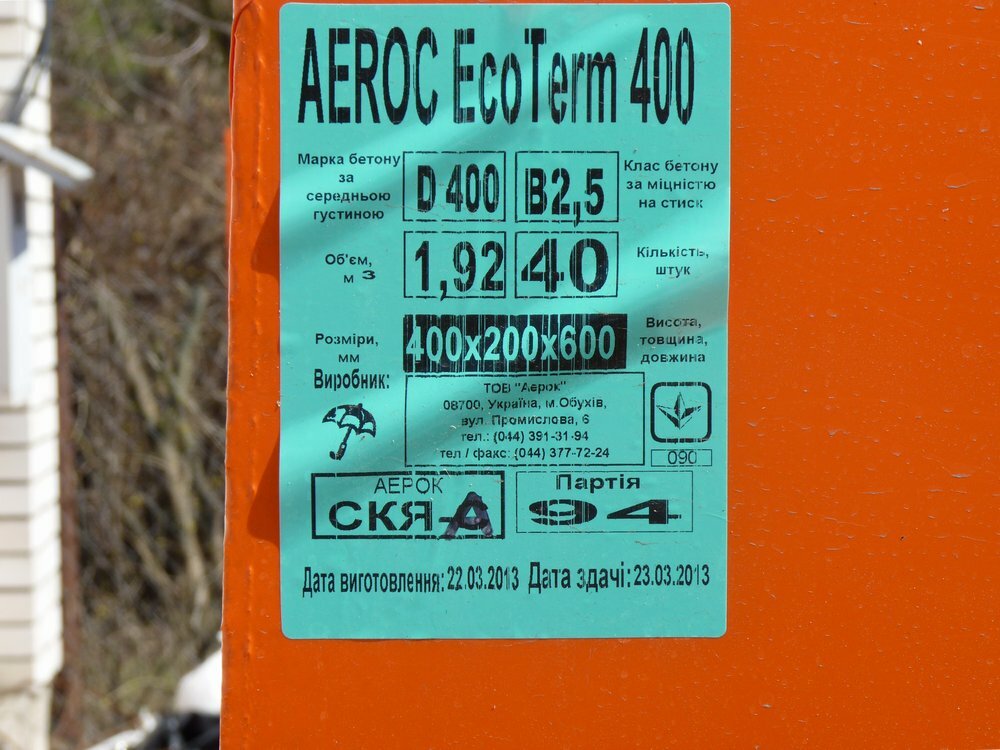 AEROC EcoTerm 400
Марка бетону
за
середньою
густиною
D 400
B2,5
Клас бетону
за міцністю
на стиск
Об'єм,
м 3
1,92
40
Кількість,
штук
Розміри,
мм
400x200x600
Висота,
товщина,
довжина
Виробник:
ТОВ "Аерок"
08700, Україна, м.Обухів,
вул. Промислова, 6
тел.: (044) 391-31-94
тел / факс: (044) 377-72-24
090
АЕРОК
СКЯ-А
Партія
94
Дата виготовлення: 22.03.2013 Дата здачі: 23.03.2013